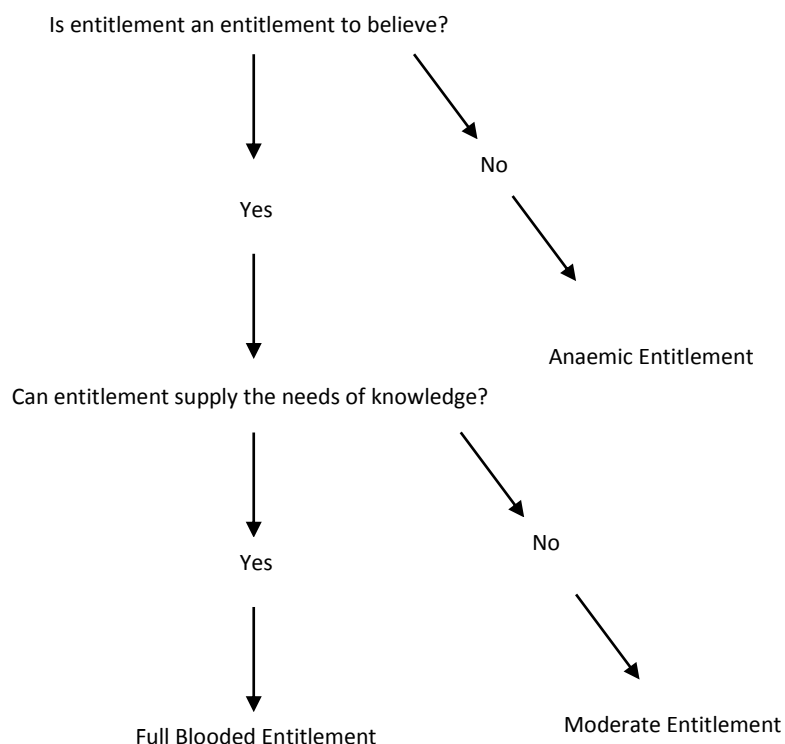 Is entitlement an entitlement to believe?
No
Yes
Anaemic Entitlement
Can entitlement supply the needs of knowledge?
No
Yes
Moderate Entitlement
Full Blooded Entitlement